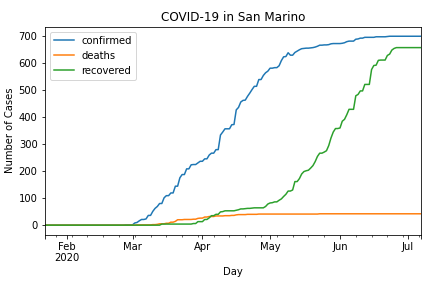 COVID-19 in San Marino
confirmed
deaths
recovered
Number of Cases
700
600
500
400
300
200
100
0
Feb
2020
Mar
Apr
May
Jun
Jul
Day